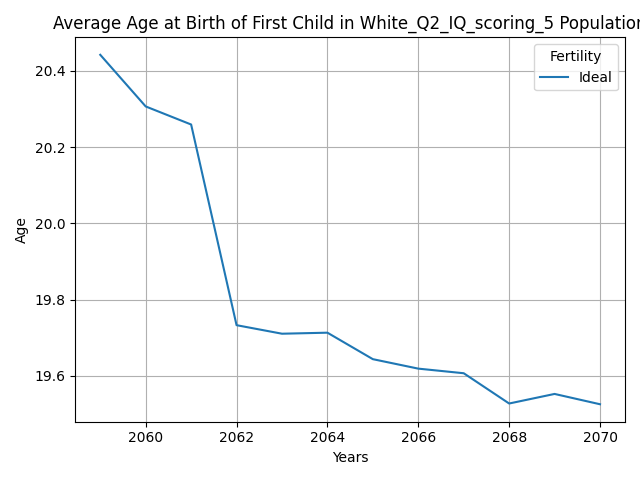 Average Age at Birth of First Child in White_Q2_IQ_scoring_5 Population
Fertility
Ideal
20.4
20.2
20.0
19.8
19.6
Age
2060 2062 2064 2066 2068 2070
Years